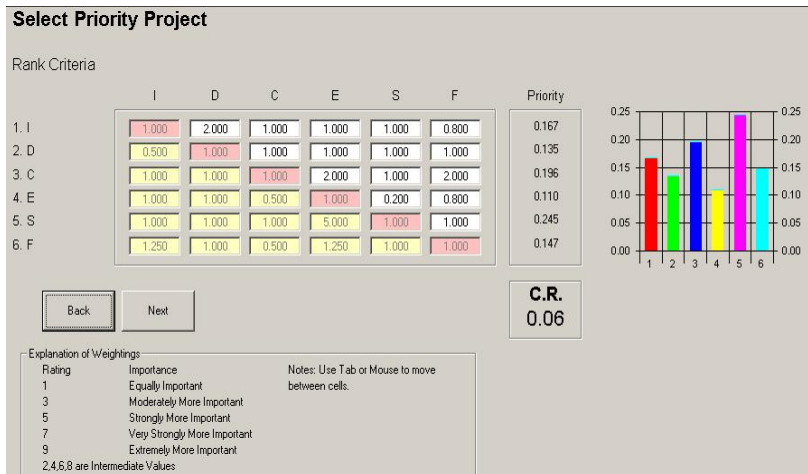 Select Priority Project
Rank Criteria
I D C E S F Priority
1. I 1.000 2.000 1.000 1.000 1.000 0.800 0.167
2. D 0.500 1.000 1.000 1.000 1.000 1.000 0.135
3. C 1.000 1.000 1.000 2.000 1.000 2.000 0.196
4. E 1.000 1.000 0.500 1.000 0.200 0.800 0.110
5. S 1.000 1.000 1.000 5.000 1.000 1.000 0.245
6. F 1.250 1.000 0.500 1.250 1.000 1.000 0.147
0.25 0.25
0.20 0.20
0.15 0.15
0.10 0.10
0.05 0.05
0.00 0.00
1 2 3 4 5 6
Back Next
C.R.
0.06
Explanation of Weightings
Rating Importance Notes: Use Tab or Mouse to move
1 Equally Important between cells.
3 Moderately More Important
5 Strongly More Important
7 Very Strongly More Important
9 Extremely More Important
2,4,6,8 are Intermediate Values